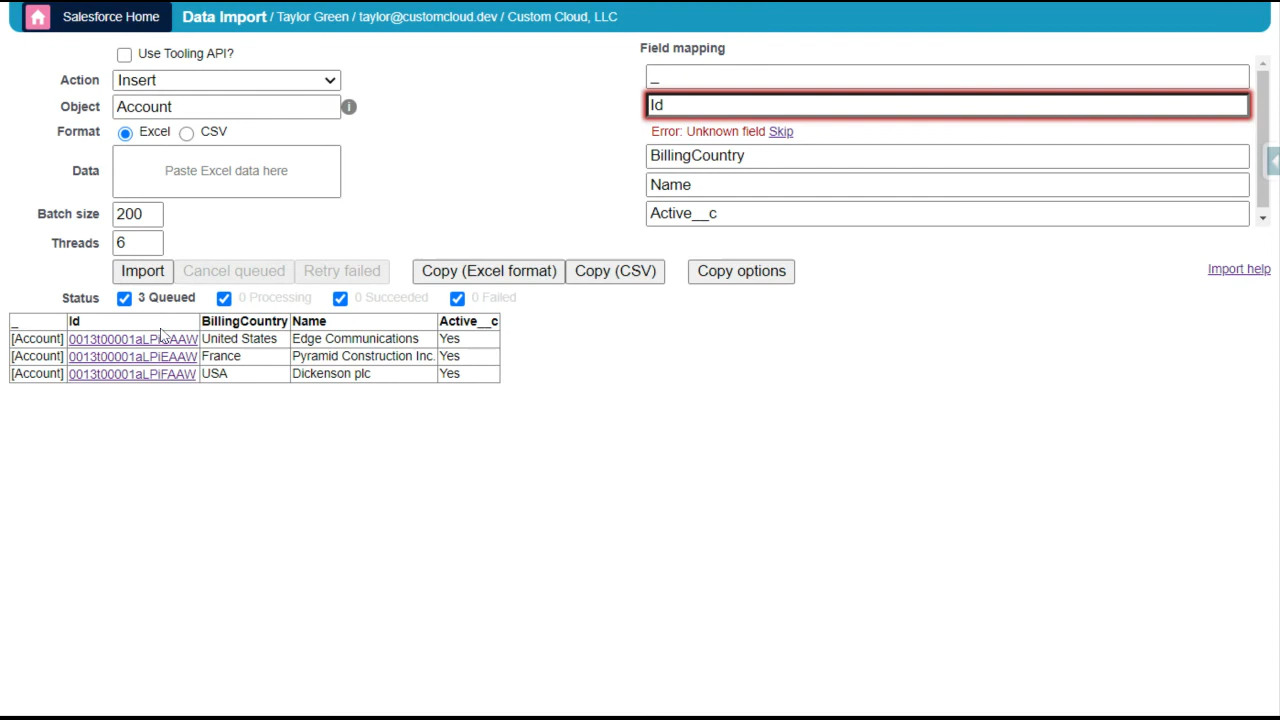 Salesforce Home Data Import / Taylor Green / taylor@customcloud.dev / Custom Cloud, LLC
Use Tooling API?
Action Insert
Object Account i
Format Excel CSV
Data Paste Excel data here
Batch size 200
Threads 6
Field mapping
_
Id
Error: Unknown field Skip
BillingCountry
Name
Active__c
Import Cancel queued Retry failed Copy (Excel format) Copy (CSV) Copy options Import help
Status 3 Queued 0 Processing 0 Succeeded 0 Failed
_ Id BillingCountry Name Active__c
[Account] United States Edge Communications Yes
[Account] 0013t00001aLPiEAAW France Pyramid Construction Inc. Yes
[Account] 0013t00001aLPiFAAW USA Dickenson plc Yes